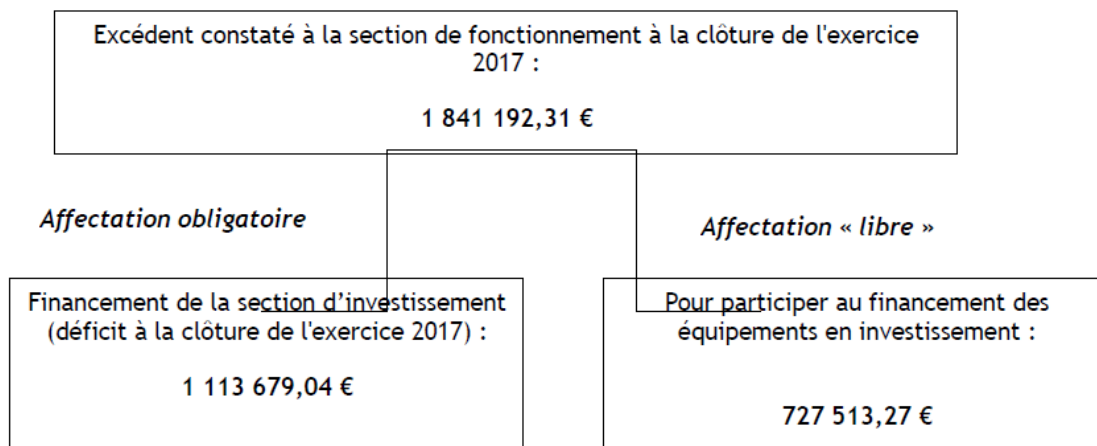 Excédent constaté à la section de fonctionnement à la clôture de l'exercice
2017 :
1 841 192,31 €
Affectation obligatoire
Affectation « libre »
Financement de la section d’investissement
(déficit à la clôture de l'exercice 2017) :
1 113 679,04 €
Pour participer au financement des
équipements en investissement :
727 513,27 €